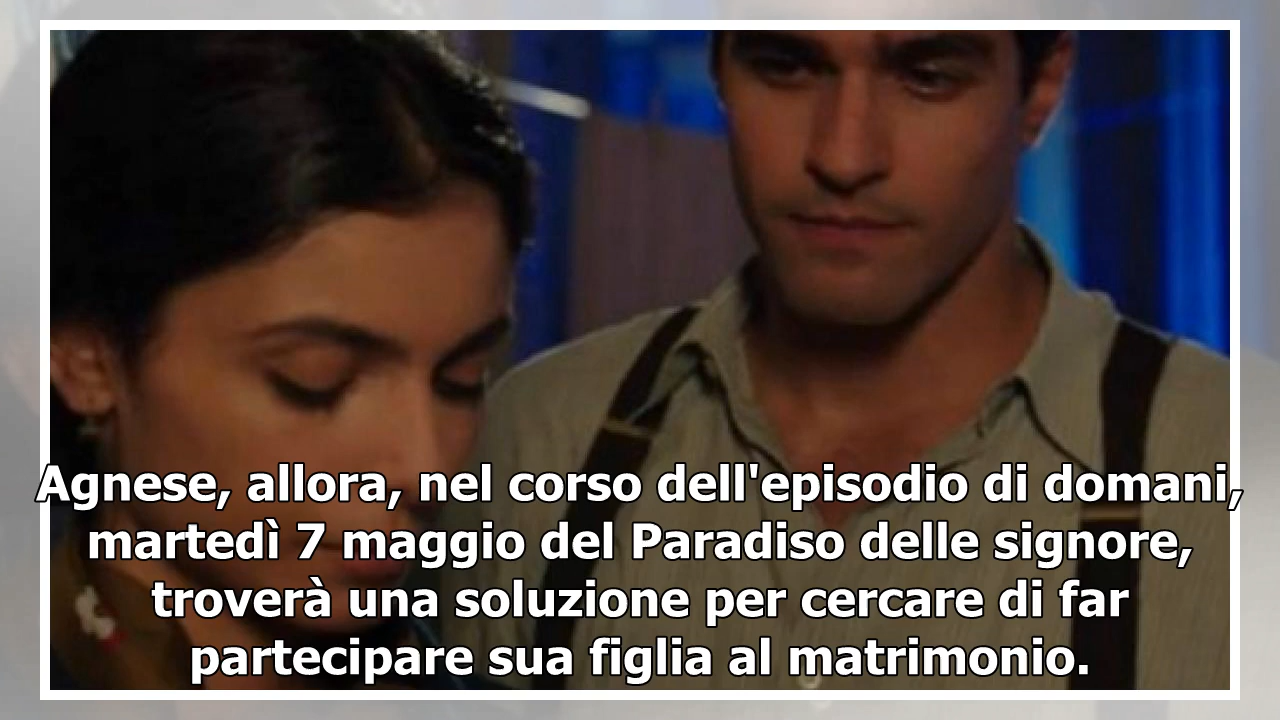 Agnese, allora, nel corso dell'episodio di domani,
martedì 7 maggio del Paradiso delle signore,
troverà una soluzione per cercare di far
partecipare sua figlia al matrimonio.